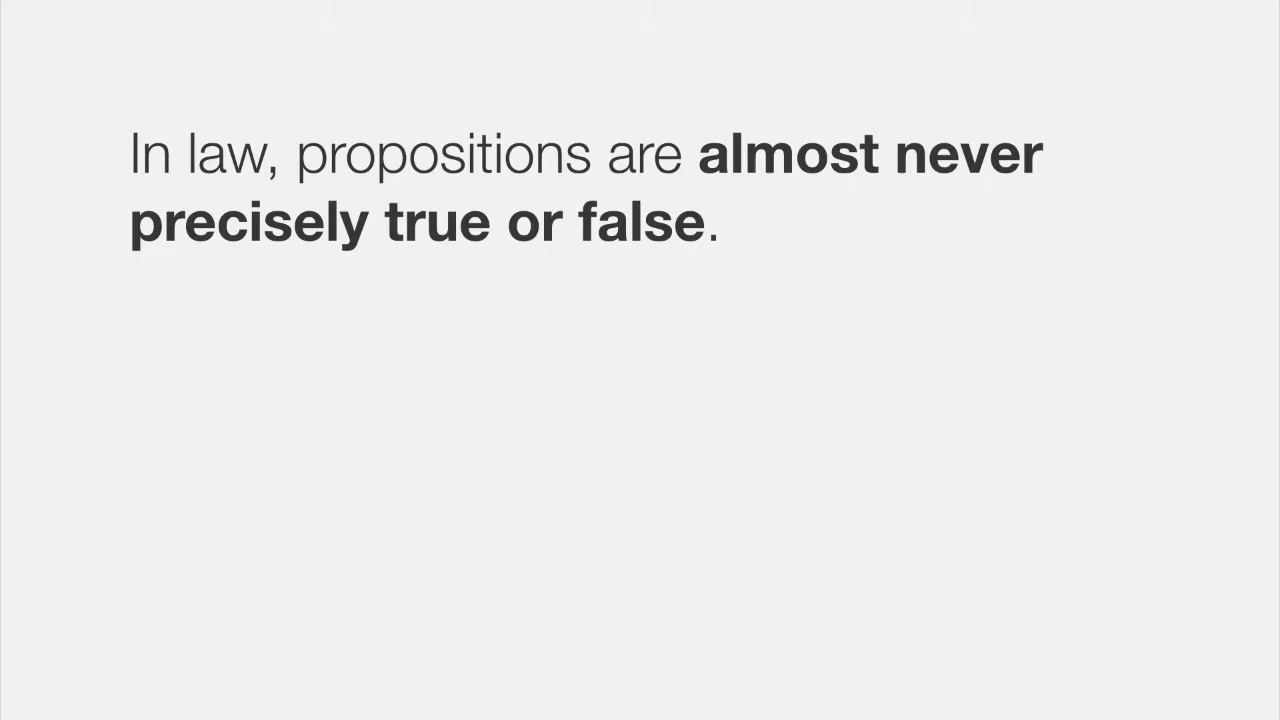 In law, propositions are almost never
precisely true or false.